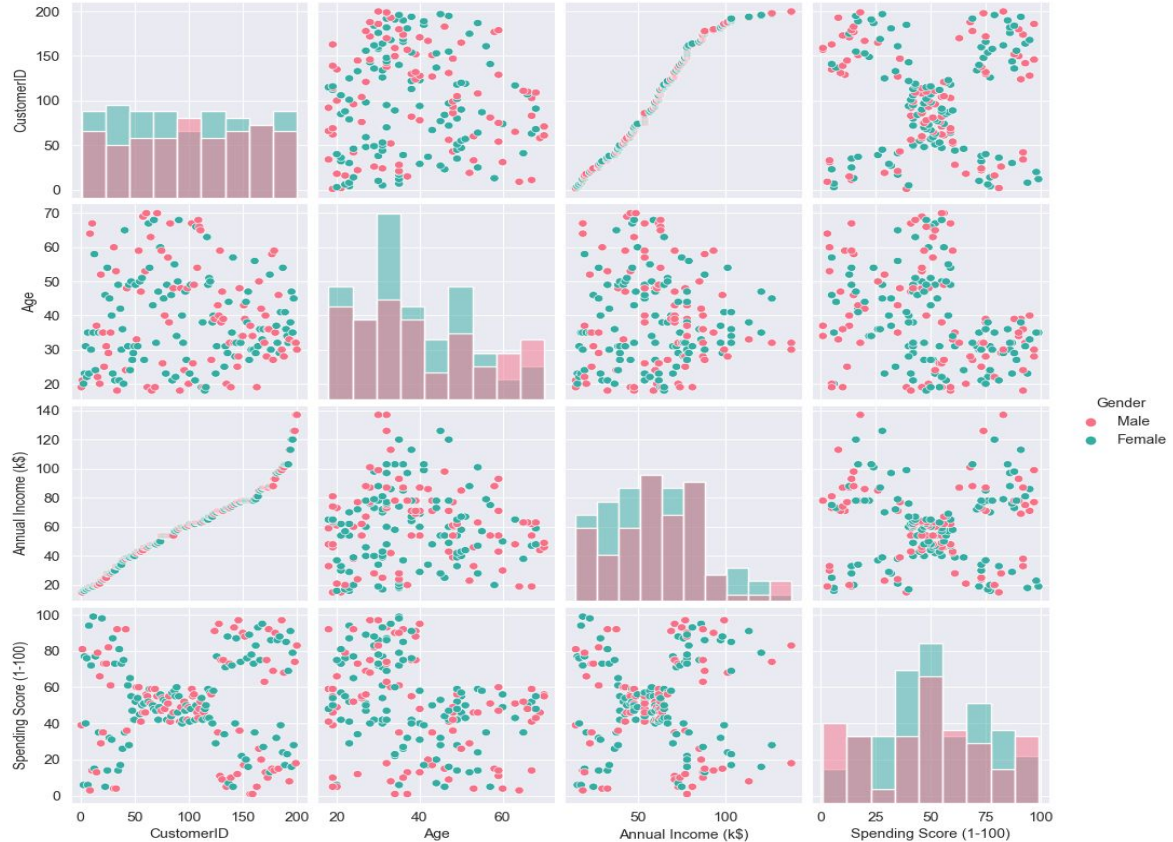 CustomerID
200
150
100
50
0
Age
70
60
50
40
30
20
Annual Income (k$)
140
120
100
80
60
40
20
Gender
Male
Female
Spending Score (1-100)
100
80
60
40
20
0
0 50 100 150 200
20 40 60
50 100
0 25 50 75 100
CustomerID
Age
Annual Income (k$)
Spending Score (1-100)